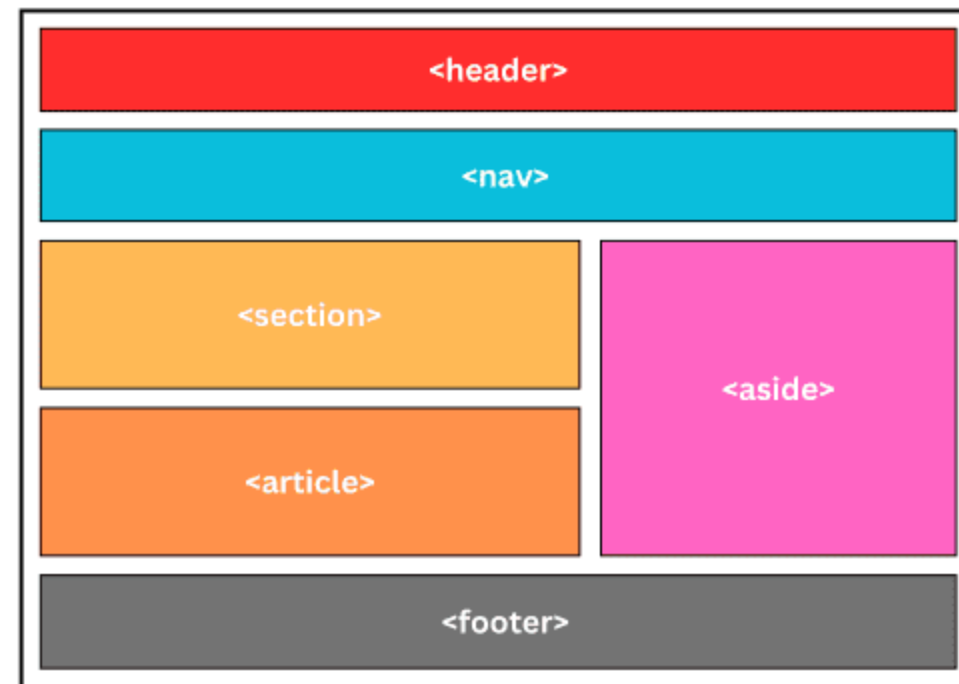 <header>
<nav>
<section>
<aside>
<article>
<footer>